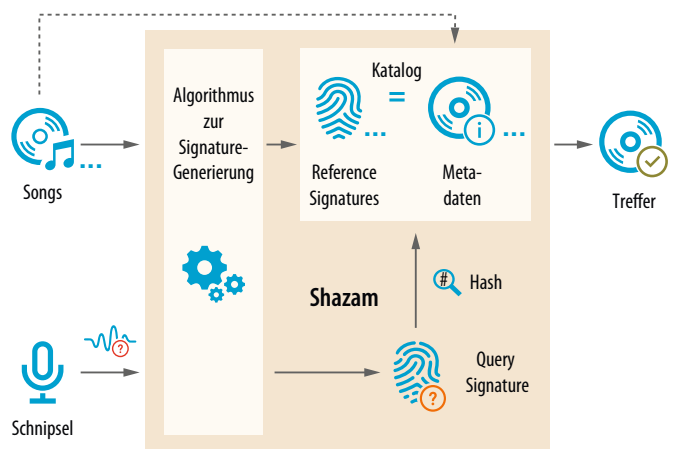 Katalog
Algorithmus
zur
Signature-
Generierung
=
...
...
...
Songs
Reference
Signatures
Meta-
daten
Treffer
Shazam
# Hash
?
?
Query
Signature
Schnipsel